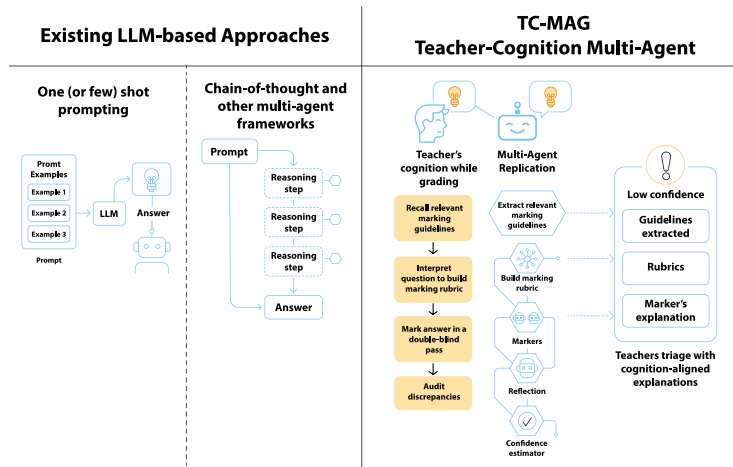 Existing LLM-based Approaches
One (or few) shot
prompting
Promt
Examples
Example 1
Example 2
Example 3
Prompt
LLM
Answer
Chain-of-thought and
other multi-agent
frameworks
Prompt
Reasoning
step
Reasoning
step
Reasoning
step
Answer
TC-MAG
Teacher-Cognition Multi-Agent
Teacher's
cognition while
grading
Recall relevant
marking
guidelines
Interpret
question to build
marking rubric
Mark answer in a
double-blind
pass
Audit
discrepancies
Multi-Agent
Replication
Extract relevant
marking
guidelines
Build marking
rubric
Markers
Reflection
Confidence
estimator
Low confidence
Guidelines
extracted
Rubrics
Marker's
explanation
Teachers triage with
cognition-aligned
explanations